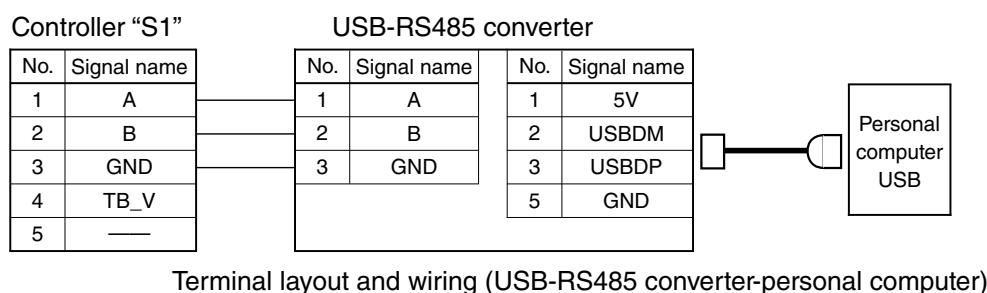 Controller “S1” USB-RS485 converter
No. Signal name No. Signal name No. Signal name
1 A 1 A 1 5V
2 B 2 B 2 USBDM
3 GND 3 GND 3 USBDP
4 TB_V 5 GND
5 ——
Personal
computer
USB
Terminal layout and wiring (USB-RS485 converter-personal computer)